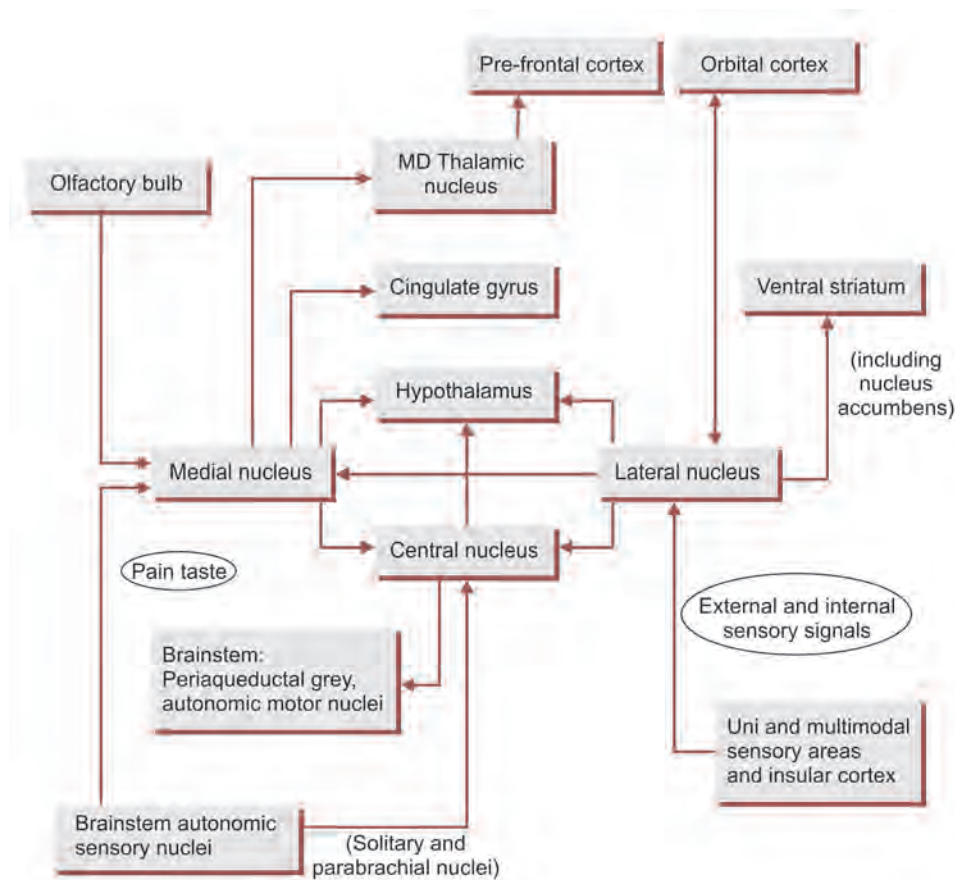 Pre-frontal cortex
Orbital cortex
MD Thalamic
nucleus
Olfactory bulb
Cingulate gyrus
Ventral striatum
(including
nucleus
accumbens)
Hypothalamus
Medial nucleus
Lateral nucleus
Central nucleus
Pain taste
External and internal
sensory signals
Brainstem:
Periaqueductal grey,
autonomic motor nuclei
Uni and multimodal
sensory areas
and insular cortex
Brainstem autonomic
sensory nuclei
(Solitary and
parabrachial nuclei)